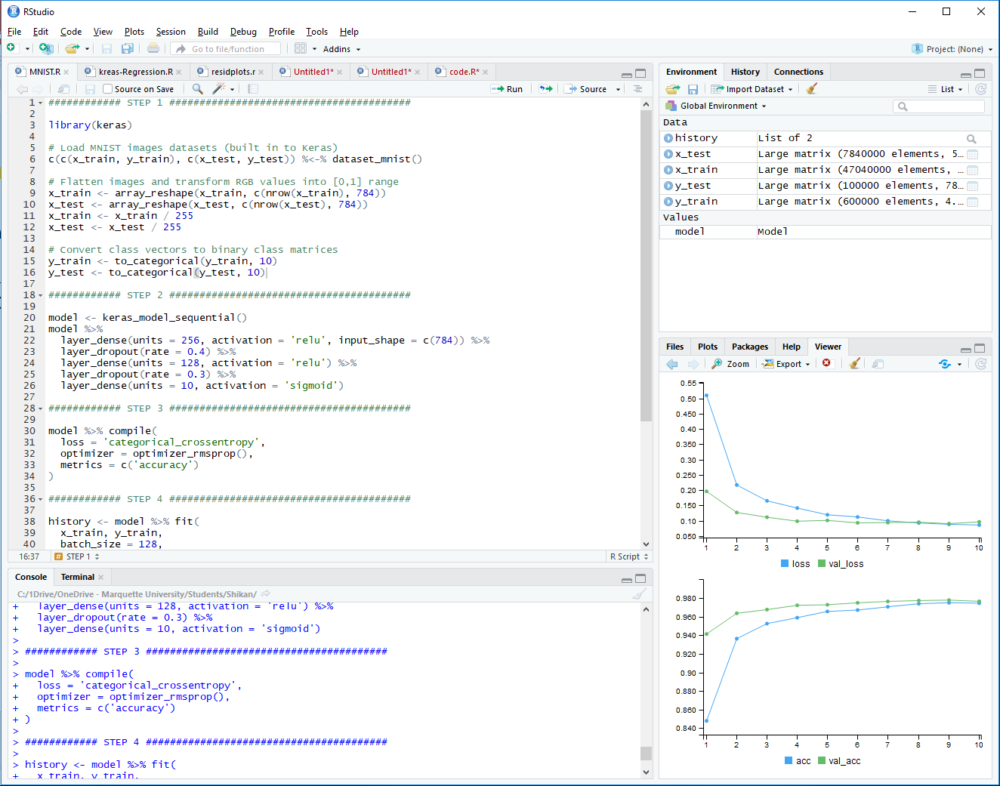 RStudio
File Edit Code View Plots Session Build Debug Profile Tools Help
Go to file/function Addins Project: (None)
MNIST.R kreas-Regression.R residplots.r Untitled1* Untitled1* code.R*
Source on Save Run Source
1 ############ STEP 1 ########################################
2
3 library(keras)
4
5 # Load MNIST images datasets (built in to Keras)
6 c(c(x_train, y_train), c(x_test, y_test)) %<-% dataset_mnist()
7
8 # Flatten images and transform RGB values into [0,1] range
9 x_train <- array_reshape(x_train, c(nrow(x_train), 784))
10 x_test <- array_reshape(x_test, c(nrow(x_test), 784))
11 x_train <- x_train / 255
12 x_test <- x_test / 255
13
14 # Convert class vectors to binary class matrices
15 y_train <- to_categorical(y_train, 10)
16 y_test <- to_categorical(y_test, 10)
17
18 ############ STEP 2 ########################################
19
20 model <- keras_model_sequential()
21 model %>%
22 layer_dense(units = 256, activation = 'relu', input_shape = c(784)) %>%
23 layer_dropout(rate = 0.4) %>%
24 layer_dense(units = 128, activation = 'relu') %>%
25 layer_dropout(rate = 0.3) %>%
26 layer_dense(units = 10, activation = 'sigmoid')
27
28 ############ STEP 3 ########################################
29
30 model %>% compile(
31 loss = 'categorical_crossentropy',
32 optimizer = optimizer_rmsprop(),
33 metrics = c('accuracy')
34 )
35
36 ############ STEP 4 ########################################
37
38 history <- model %>% fit(
39 x_train, y_train,
40 batch_size = 128,
16:37 # STEP 1 R Script
Console Terminal
C:/1Drive/OneDrive - Marquette University/Students/Shikan/
+ layer_dense(units = 128, activation = 'relu') %>%
+ layer_dropout(rate = 0.3) %>%
+ layer_dense(units = 10, activation = 'sigmoid')
>
> ############ STEP 3 ########################################
>
> model %>% compile(
+ loss = 'categorical_crossentropy',
+ optimizer = optimizer_rmsprop(),
+ metrics = c('accuracy')
+ )
>
> ############ STEP 4 ########################################
>
> history <- model %>% fit(
+ x_train, y_train,
Environment History Connections
Import Dataset List
Global Environment
Data
history List of 2
x_test Large matrix (7840000 elements, 5...
x_train Large matrix (47040000 elements, ...
y_test Large matrix (100000 elements, 78...
y_train Large matrix (600000 elements, 4....
Values
model Model
Files Plots Packages Help Viewer
Zoom Export
0.55
0.50
0.450
0.40
0.350
0.30
0.250
0.20
0.150
0.10
0.050
1 2 3 4 5 6 7 8 9 10
loss val_loss
0.980
0.960
0.940
0.920
0.90
0.880
0.860
0.840
1 2 3 4 5 6 7 8 9 10
acc val_acc